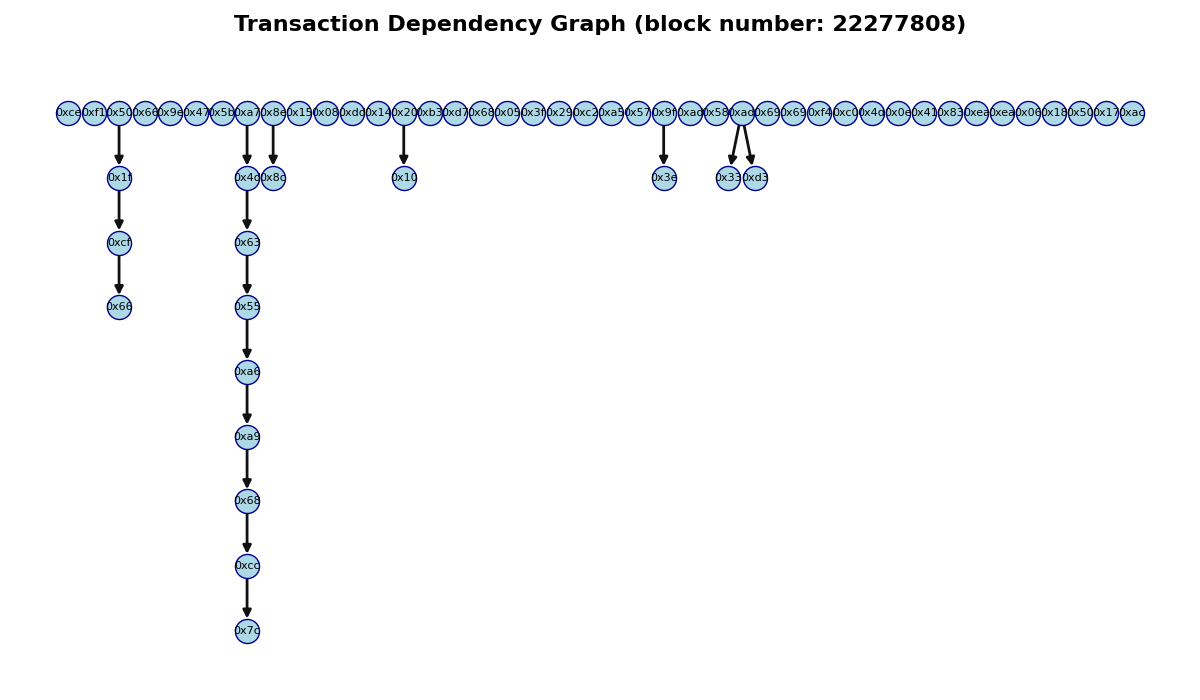 Transaction Dependency Graph (block number: 22277808)
0xce 0xf1 0x50 0x66 0x9e 0x47 0x5b 0xa7 0x8e 0x15 0x08 0xdd 0x14 0x20 0xb3 0xd7 0x68 0x05 0x3f 0x29 0xc2 0xa5 0x57 0x9f 0xad 0x58 0xad 0x69 0x69 0xf4 0xc0 0x4d 0x0e 0x41 0x83 0xea 0xea 0x06 0x18 0x50 0x17 0xac
0x1f 0x4d 0x8c 0x10 0x3e 0x33 0xd3
0xcf 0x63
0x66 0x55
0xa6
0xa9
0x68
0xcc
0x7c